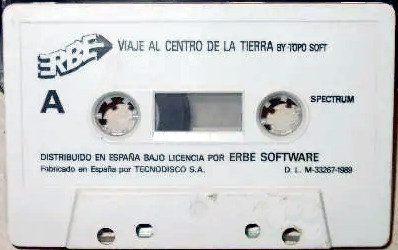 ERBE VIAJE AL CENTRO DE LA TIERRA BY TOPO SOFT
A SPECTRUM
DISTRIBUIDO EN ESPAÑA BAJO LICENCIA POR ERBE SOFTWARE
Fabricado en España por TECNODISCO S.A. D. L. M-33267-1989